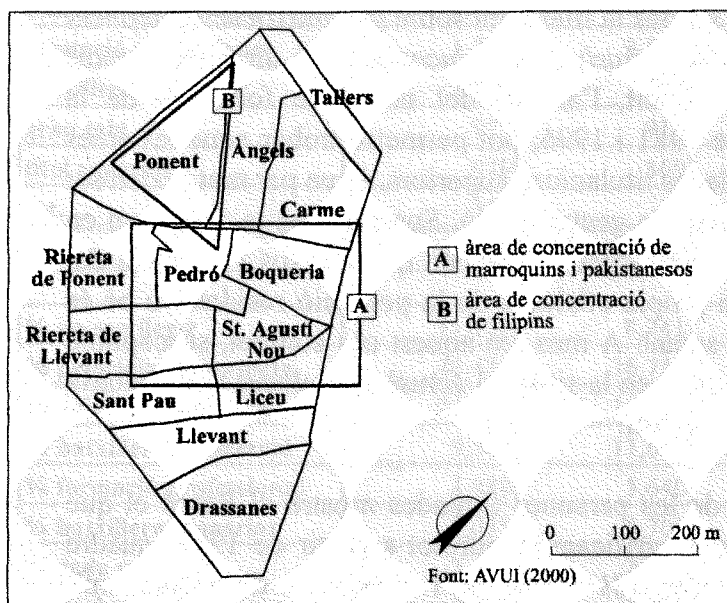 B
Tallers
Ponent
Àngels
Carme
Riereta
de Ponent
Pedró
Boqueria
A
Riereta de
Llevant
St. Agustí
Nou
Sant Pau
Liceu
Llevant
Drassanes
A àrea de concentració de
marroquins i pakistanesos
B àrea de concentració
de filipins
0 100 200 m
Font: AVUI (2000)